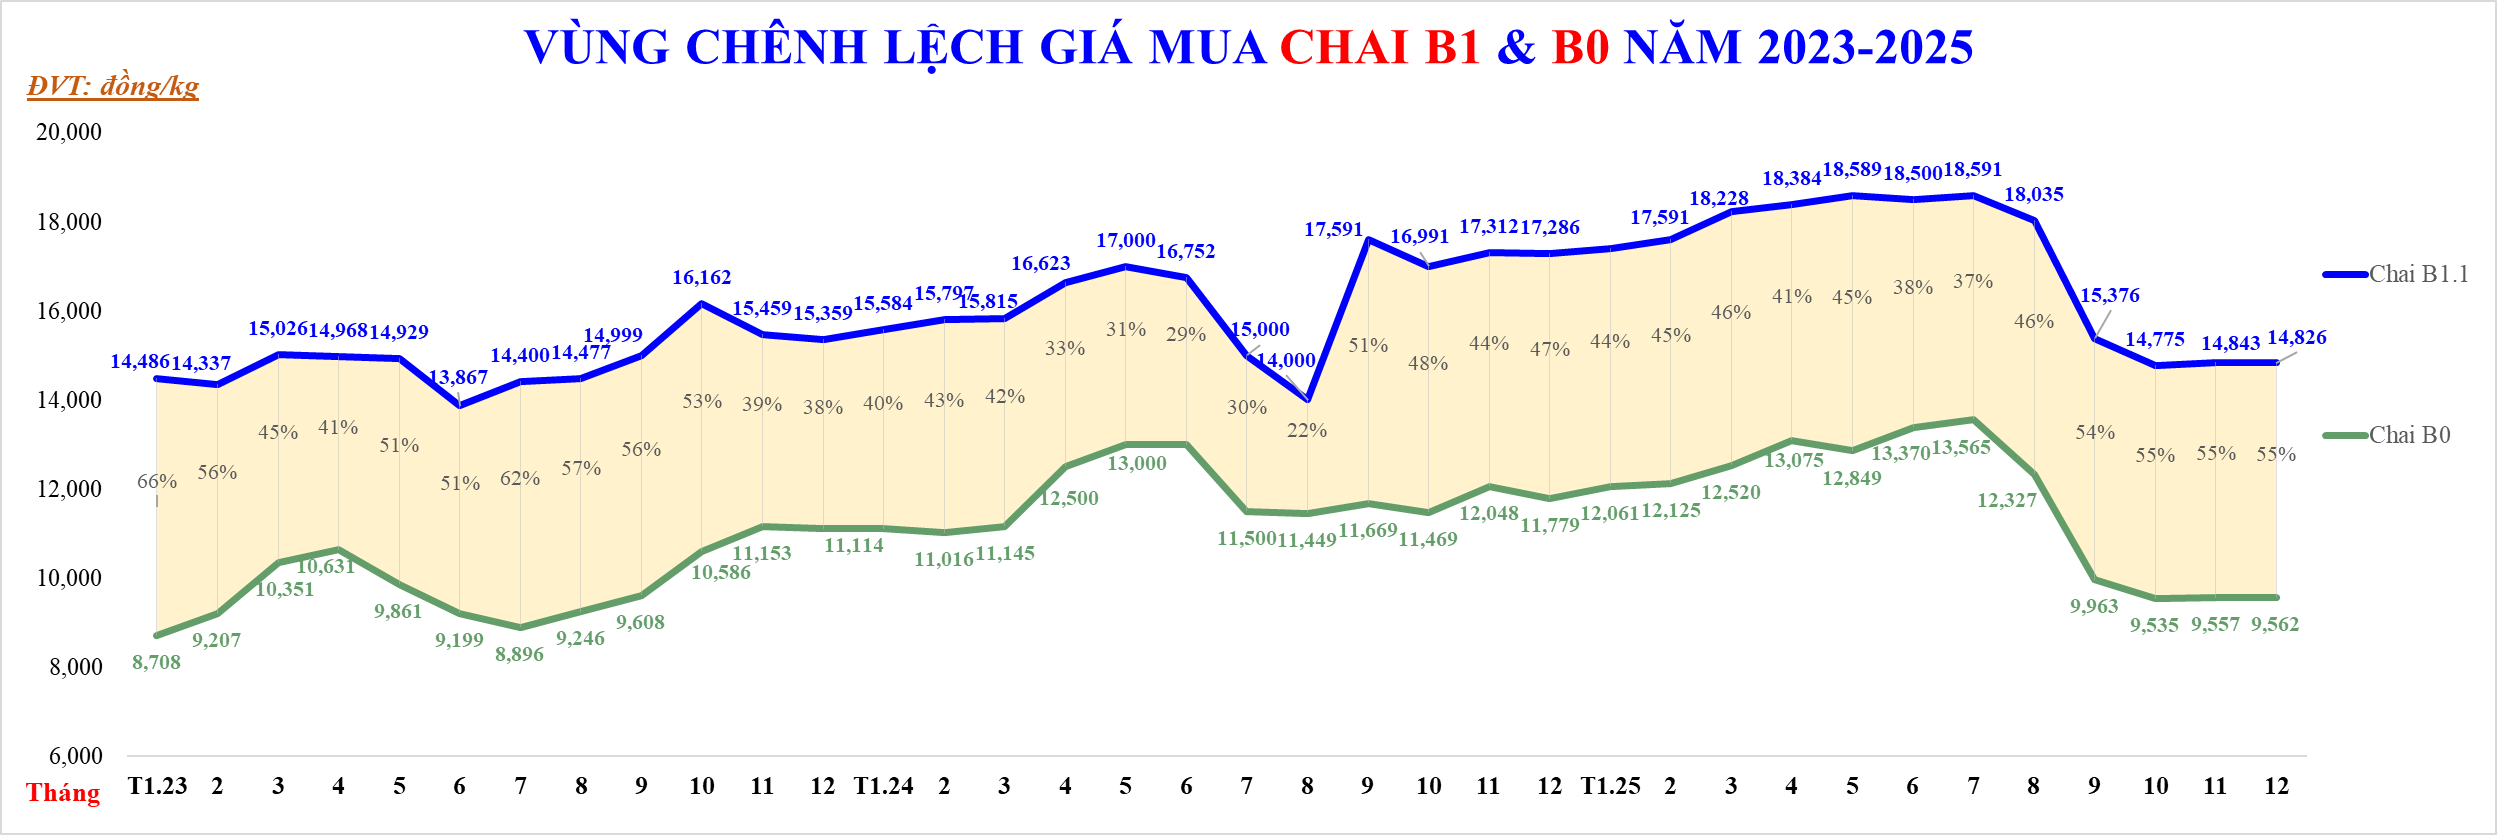 VÙNG CHÊNH LỆCH GIÁ MUA CHAI B1 & B0 NĂM 2023-2025
ĐVT: đồng/kg
20,000
18,000
16,000
14,000
12,000
10,000
8,000
6,000
14,486 14,337 15,026 14,968 14,929 13,867 14,400 14,477 14,999 16,162 15,459 15,359 15,584 15,797 15,815 16,623 17,000 16,752 15,000 14,000 17,591 16,991 17,312 17,286 17,591 18,228 18,384 18,589 18,500 18,591 18,035 15,376 14,775 14,843 14,826
66% 56% 45% 41% 51% 51% 62% 57% 56% 53% 39% 38% 40% 43% 42% 33% 31% 29% 30% 22% 51% 48% 44% 47% 44% 45% 46% 41% 45% 38% 37% 46% 54% 55% 55% 55%
8,708 9,207 10,351 10,631 9,861 9,199 8,896 9,246 9,608 10,586 11,153 11,114 11,016 11,145 12,500 13,000 11,500 11,449 11,669 11,469 12,048 11,779 12,061 12,125 12,520 13,075 12,849 13,370 13,565 12,327 9,963 9,535 9,557 9,562
Chai B1.1
Chai B0
T1.23 2 3 4 5 6 7 8 9 10 11 12 T1.24 2 3 4 5 6 7 8 9 10 11 12 T1.25 2 3 4 5 6 7 8 9 10 11 12
Tháng